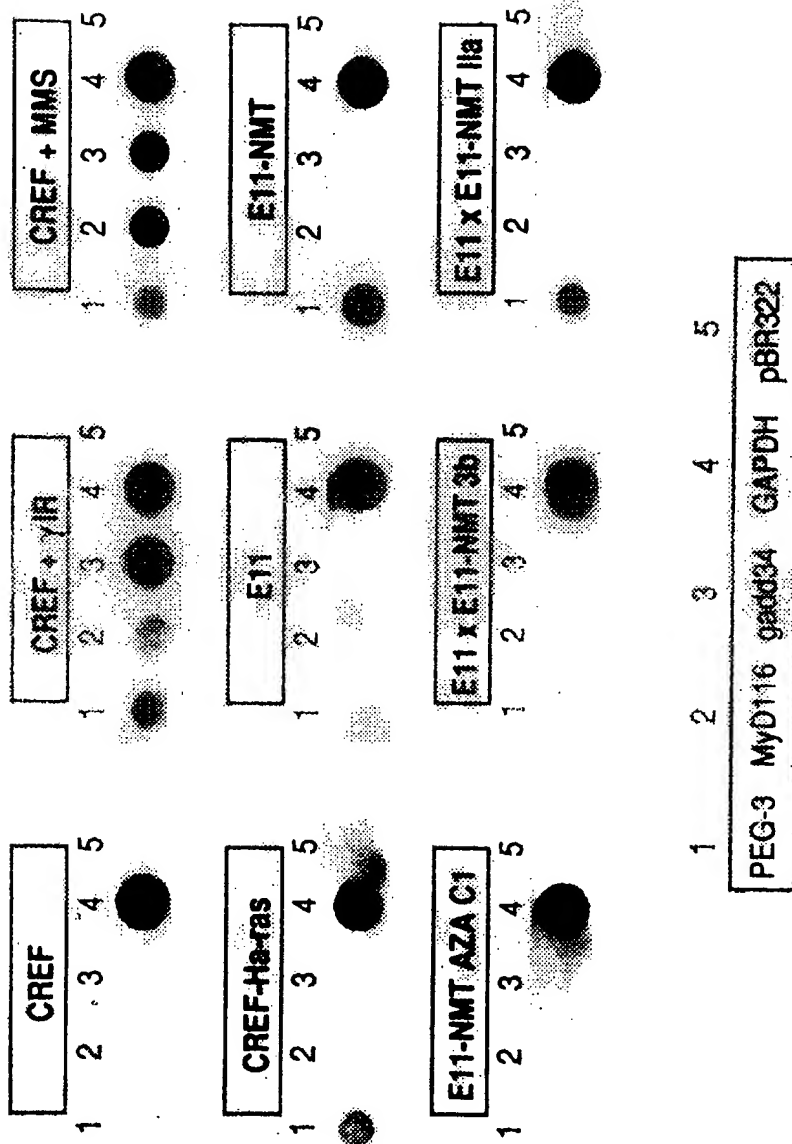 CREF
1 2 3 4 5
CREF + γIR
1 2 3 4 5
CREF + MMS
1 2 3 4 5
CREF-Ha-ras
1 2 3 4 5
E11
1 2 3 4 5
E11-NMT
1 2 3 4 5
E11-NMT AZA C1
1 2 3 4 5
E11 x E11-NMT 3b
1 2 3 4 5
E11 x E11-NMT IIa
1 2 3 4 5
1 2 3 4 5
PEG-3 MyD116 gadd34 GAPDH pBR322